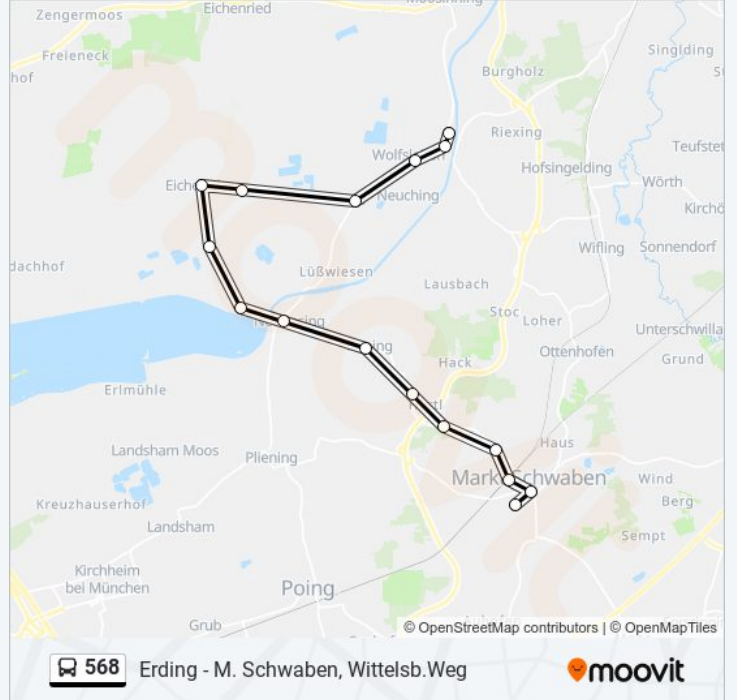 Zengermoos
Eichenried
Moosinning
Freieneck
Singlding
hof
Burgholz
Riexing
Teufstet
Hofsingelding
Wörth
Neuching
Kirchö
Wifling
Sonnendorf
dachhof
Lüßwiesen
Lausbach
Stoc
Loher
Unterschwilla
Ottenhofen
Grund
Hack
Erlmühle
Haus
Landsham Moos
Pliening
Markt Schwaben
Wind
Berg
Kreuzhauserhof
Landsham
Sempt
Kirchheim
bei München
Poing
Grub
© OpenStreetMap contributors | © OpenMapTiles
568
Erding - M. Schwaben, Wittelsb.Weg
moovit